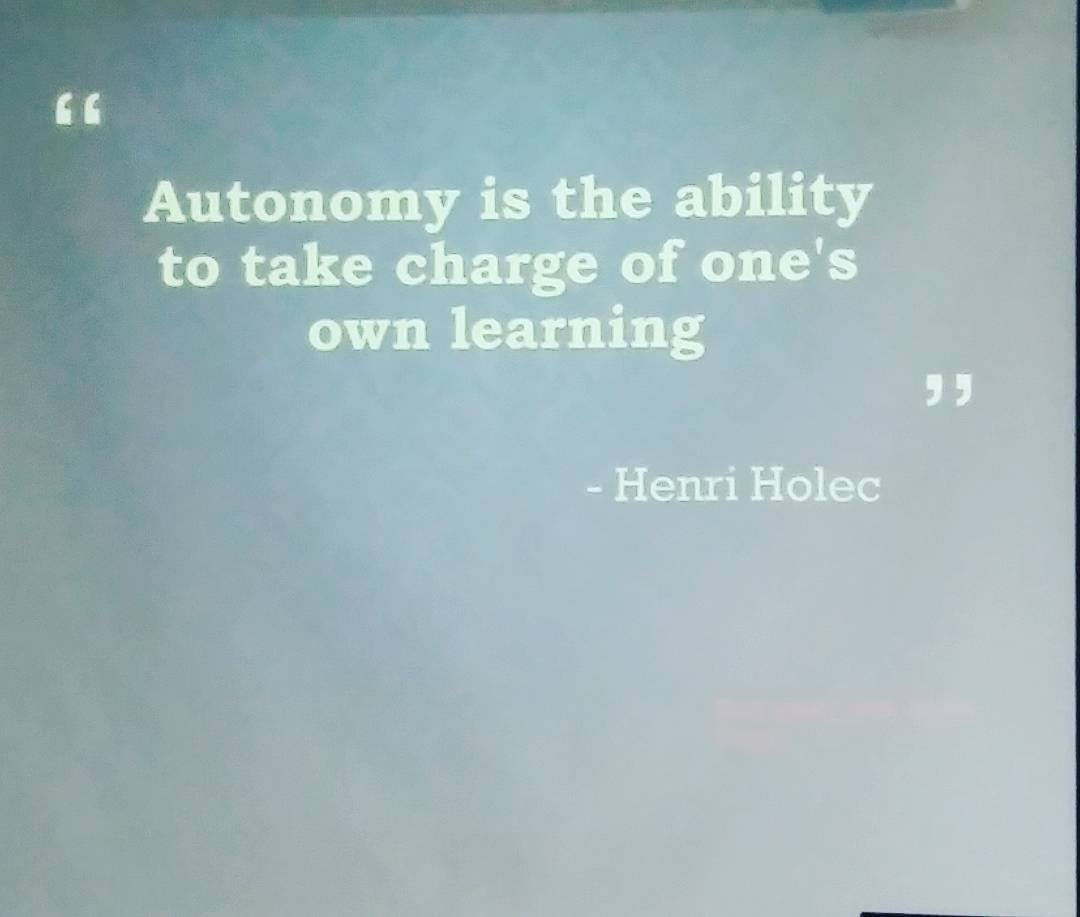 “
Autonomy is the ability
to take charge of one's
own learning
”
- Henri Holec